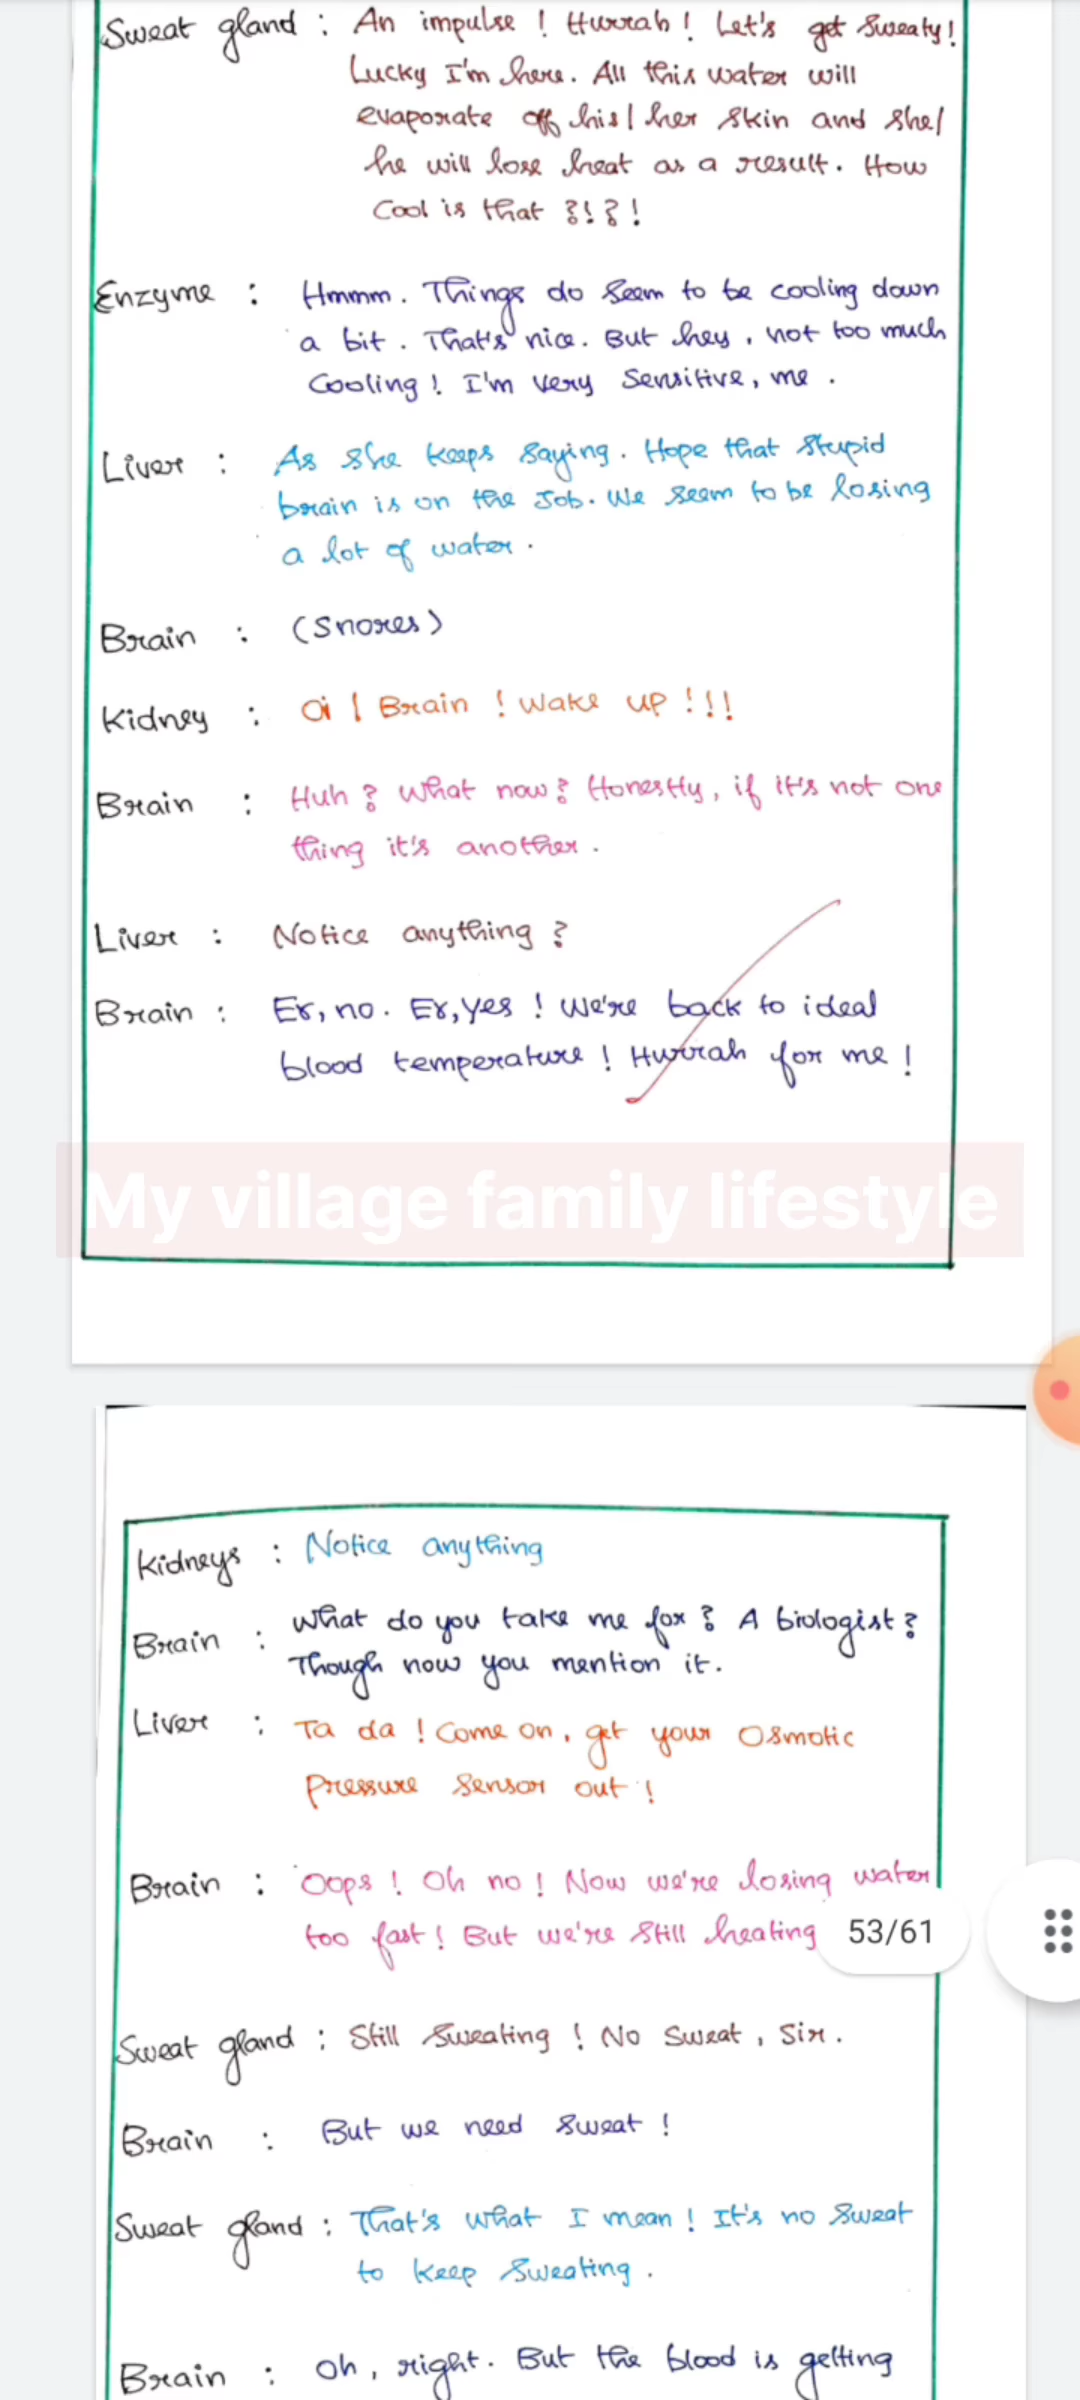 Sweat gland : An impulse ! Hurrah ! Let's get sweaty!
Lucky I'm here. All this water will
evaporate off his/ her skin and she/
he will lose heat as a result. How
cool is that ?!?!
Enzyme : Hmmm. Things do seem to be cooling down
a bit. That's nice. But hey, not too much
cooling! I'm very sensitive, me.
Liver : As she keeps saying. Hope that stupid
brain is on the job. We seem to be losing
a lot of water.
Brain : (Snores)
Kidney : Oi ! Brain ! Wake up !!!
Brain : Huh ? What now? Honestly, if it's not one
thing it's another.
Liver : Notice anything ?
Brain : Er, no. Er, yes ! We're back to ideal
blood temperature ! Hurrah for me !
My village family lifestyle
Kidneys : Notice anything
Brain : What do you take me for ? A biologist?
Though now you mention it.
Liver : Ta da ! Come on, get your osmotic
pressure sensor out !
Brain : Oops ! Oh no ! Now we're losing water
too fast! But we're still heating
53/61
Sweat gland : Still sweating ! No sweat, sir.
Brain : But we need sweat !
Sweat gland : That's what I mean! It's no sweat
to keep sweating.
Brain : Oh, right. But the blood is getting